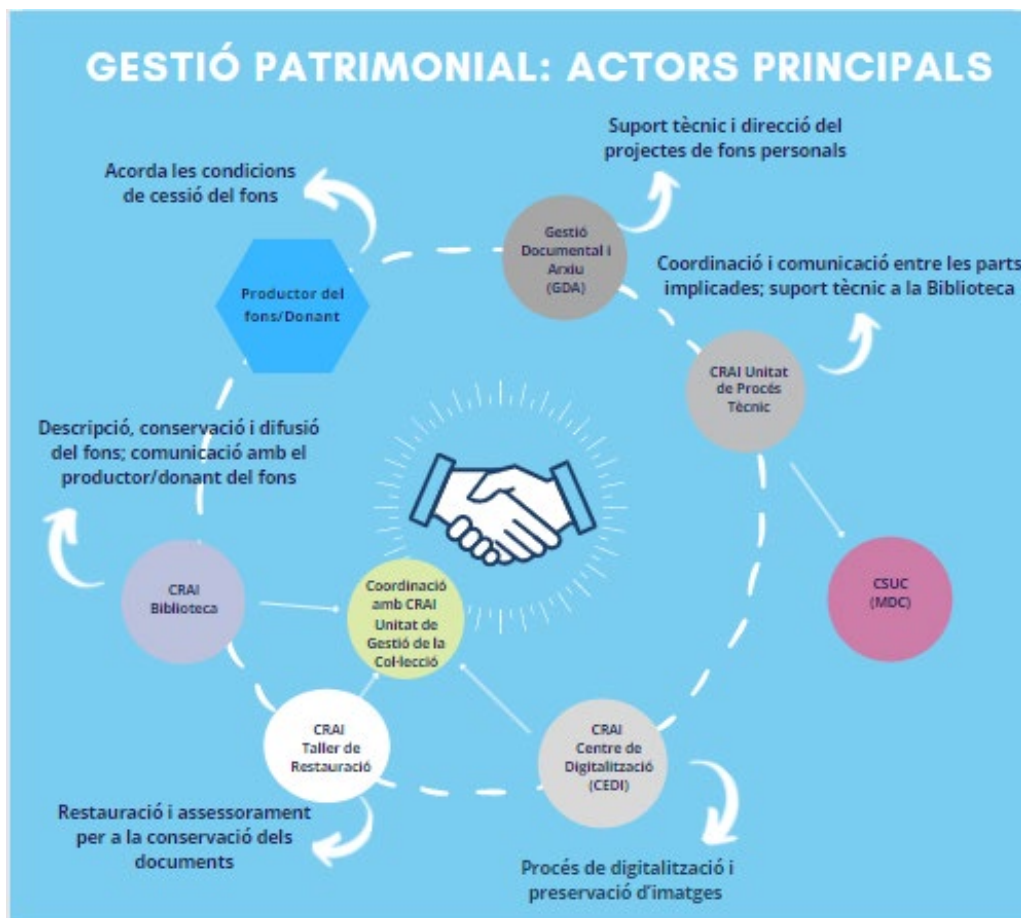 GESTIÓ PATRIMONIAL: ACTORS PRINCIPALS
Suport tècnic i direcció del
projectes de fons personals
Acorda les condicions
de cessió del fons
Gestió
Documental i
Arxiu
(GDA)
Coordinació i comunicació entre les parts
implicades; suport tècnic a la Biblioteca
Productor del
fons/Donant
CRAI Unitat
de Procés
Tècnic
Descripció, conservació i difusió
del fons; comunicació amb el
productor/donant del fons
CRAI
Biblioteca
Coordinació
amb CRAI
Unitat de
Gestió de la
Col·lecció
CSUC
(MDC)
CRAI
Taller de
Restauració
CRAI
Centre de
Digitalització
(CEDI)
Restauració i assessorament
per a la conservació dels
documents
Procés de digitalització i
preservació d'imatges